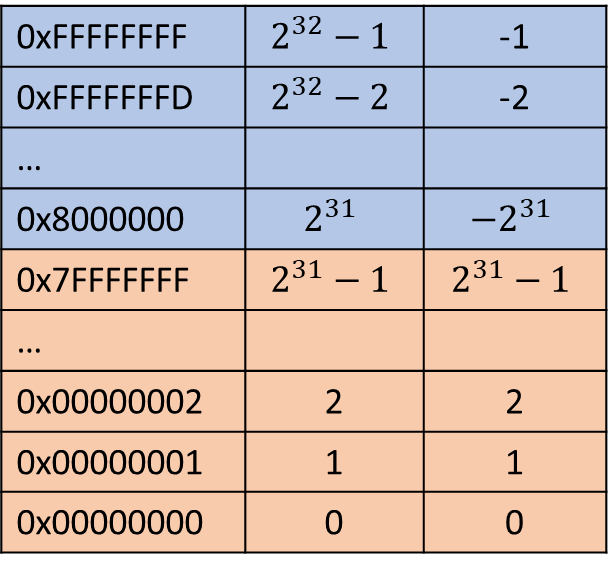 0xFFFFFFFF 2^32 − 1 -1
0xFFFFFFFD 2^32 − 2 -2
...
0x8000000 2^31 −2^31
0x7FFFFFFF 2^31 − 1 2^31 − 1
...
0x00000002 2 2
0x00000001 1 1
0x00000000 0 0